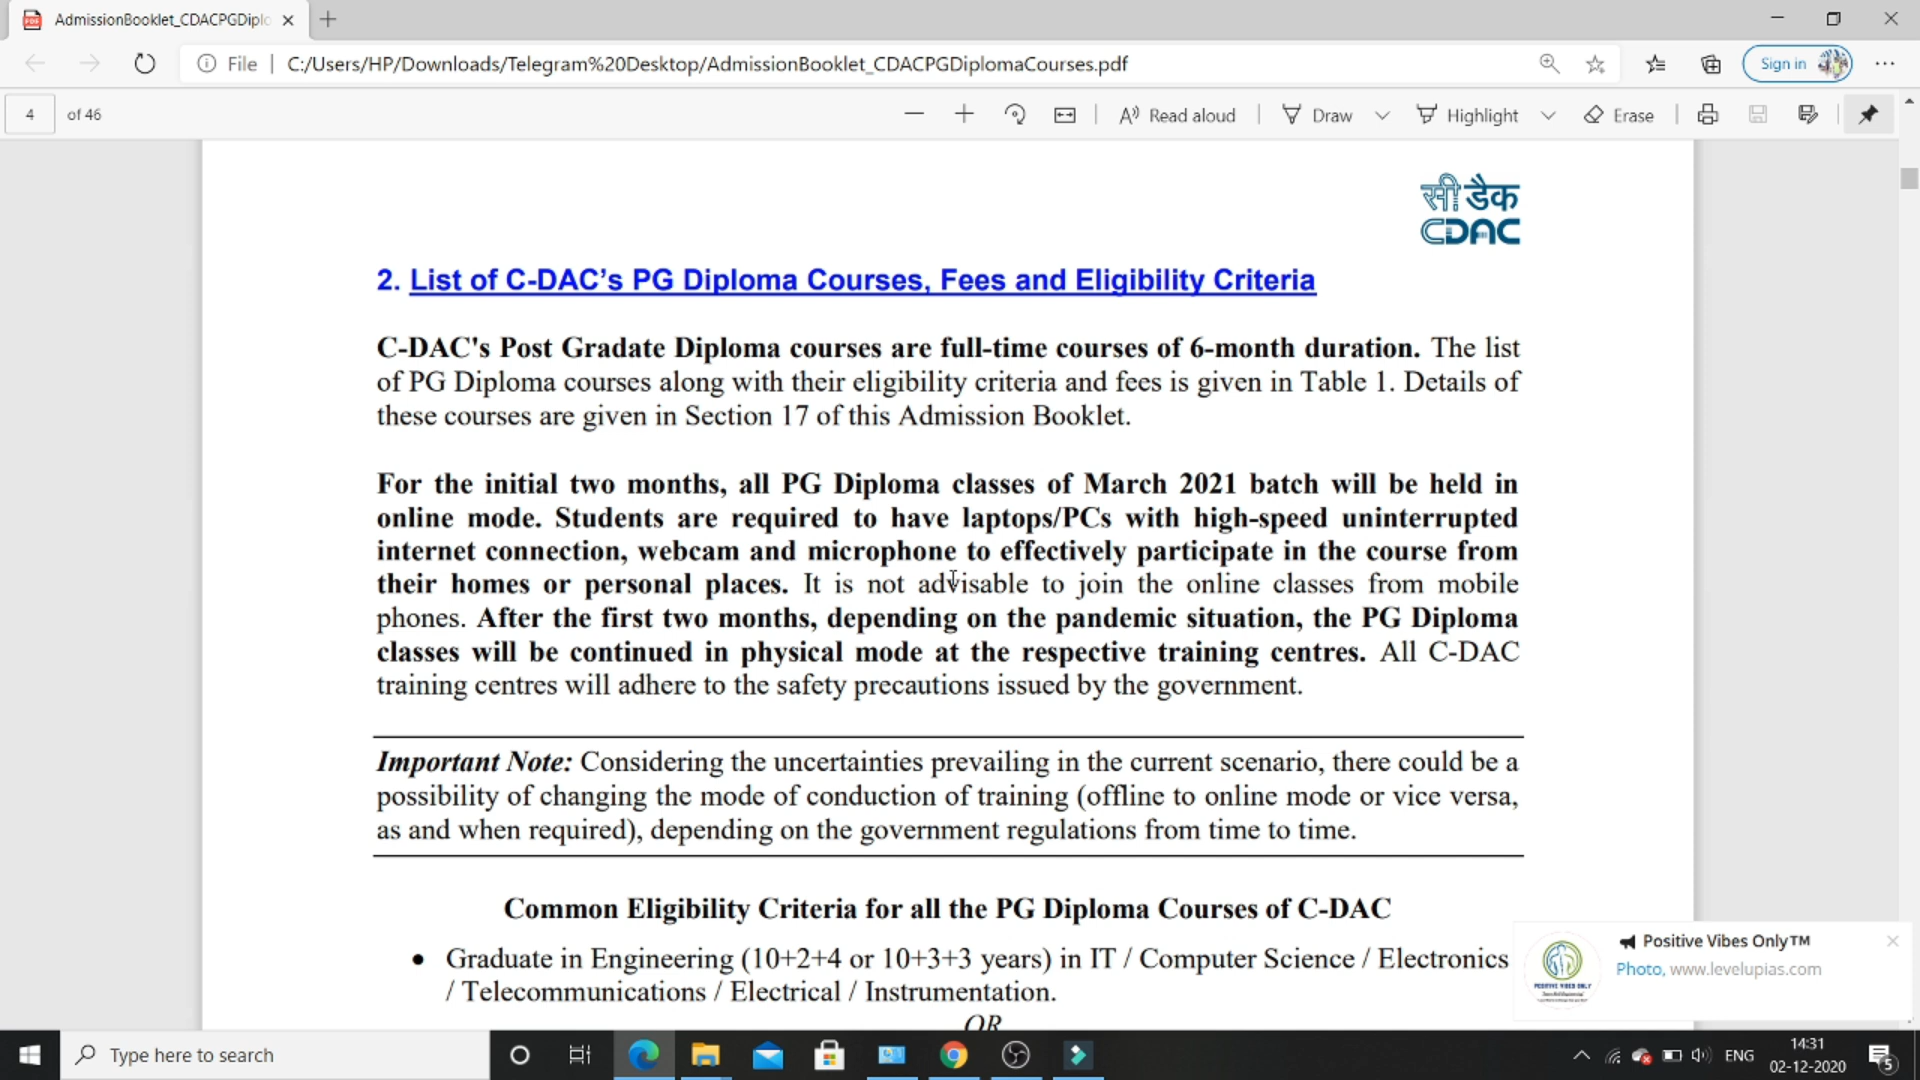 AdmissionBooklet_CDACPGDiplo
File
C:/Users/HP/Downloads/Telegram%20Desktop/AdmissionBooklet_CDACPGDiplomaCourses.pdf
Sign in
4 of 46
Read aloud
Draw
Highlight
Erase
सी डैक
CDAC
2. List of C-DAC's PG Diploma Courses, Fees and Eligibility Criteria
C-DAC's Post Gradate Diploma courses are full-time courses of 6-month duration. The list
of PG Diploma courses along with their eligibility criteria and fees is given in Table 1. Details of
these courses are given in Section 17 of this Admission Booklet.
For the initial two months, all PG Diploma classes of March 2021 batch will be held in
online mode. Students are required to have laptops/PCs with high-speed uninterrupted
internet connection, webcam and microphone to effectively participate in the course from
their homes or personal places. It is not advisable to join the online classes from mobile
phones. After the first two months, depending on the pandemic situation, the PG Diploma
classes will be continued in physical mode at the respective training centres. All C-DAC
training centres will adhere to the safety precautions issued by the government.
Important Note: Considering the uncertainties prevailing in the current scenario, there could be a
possibility of changing the mode of conduction of training (offline to online mode or vice versa,
as and when required), depending on the government regulations from time to time.
Common Eligibility Criteria for all the PG Diploma Courses of C-DAC
• Graduate in Engineering (10+2+4 or 10+3+3 years) in IT / Computer Science / Electronics
/ Telecommunications / Electrical / Instrumentation.
OR
Positive Vibes Only™
Photo, www.levelupias.com
POSITIVE VIBES ONLY
Type here to search
ENG
14:31
02-12-2020
5